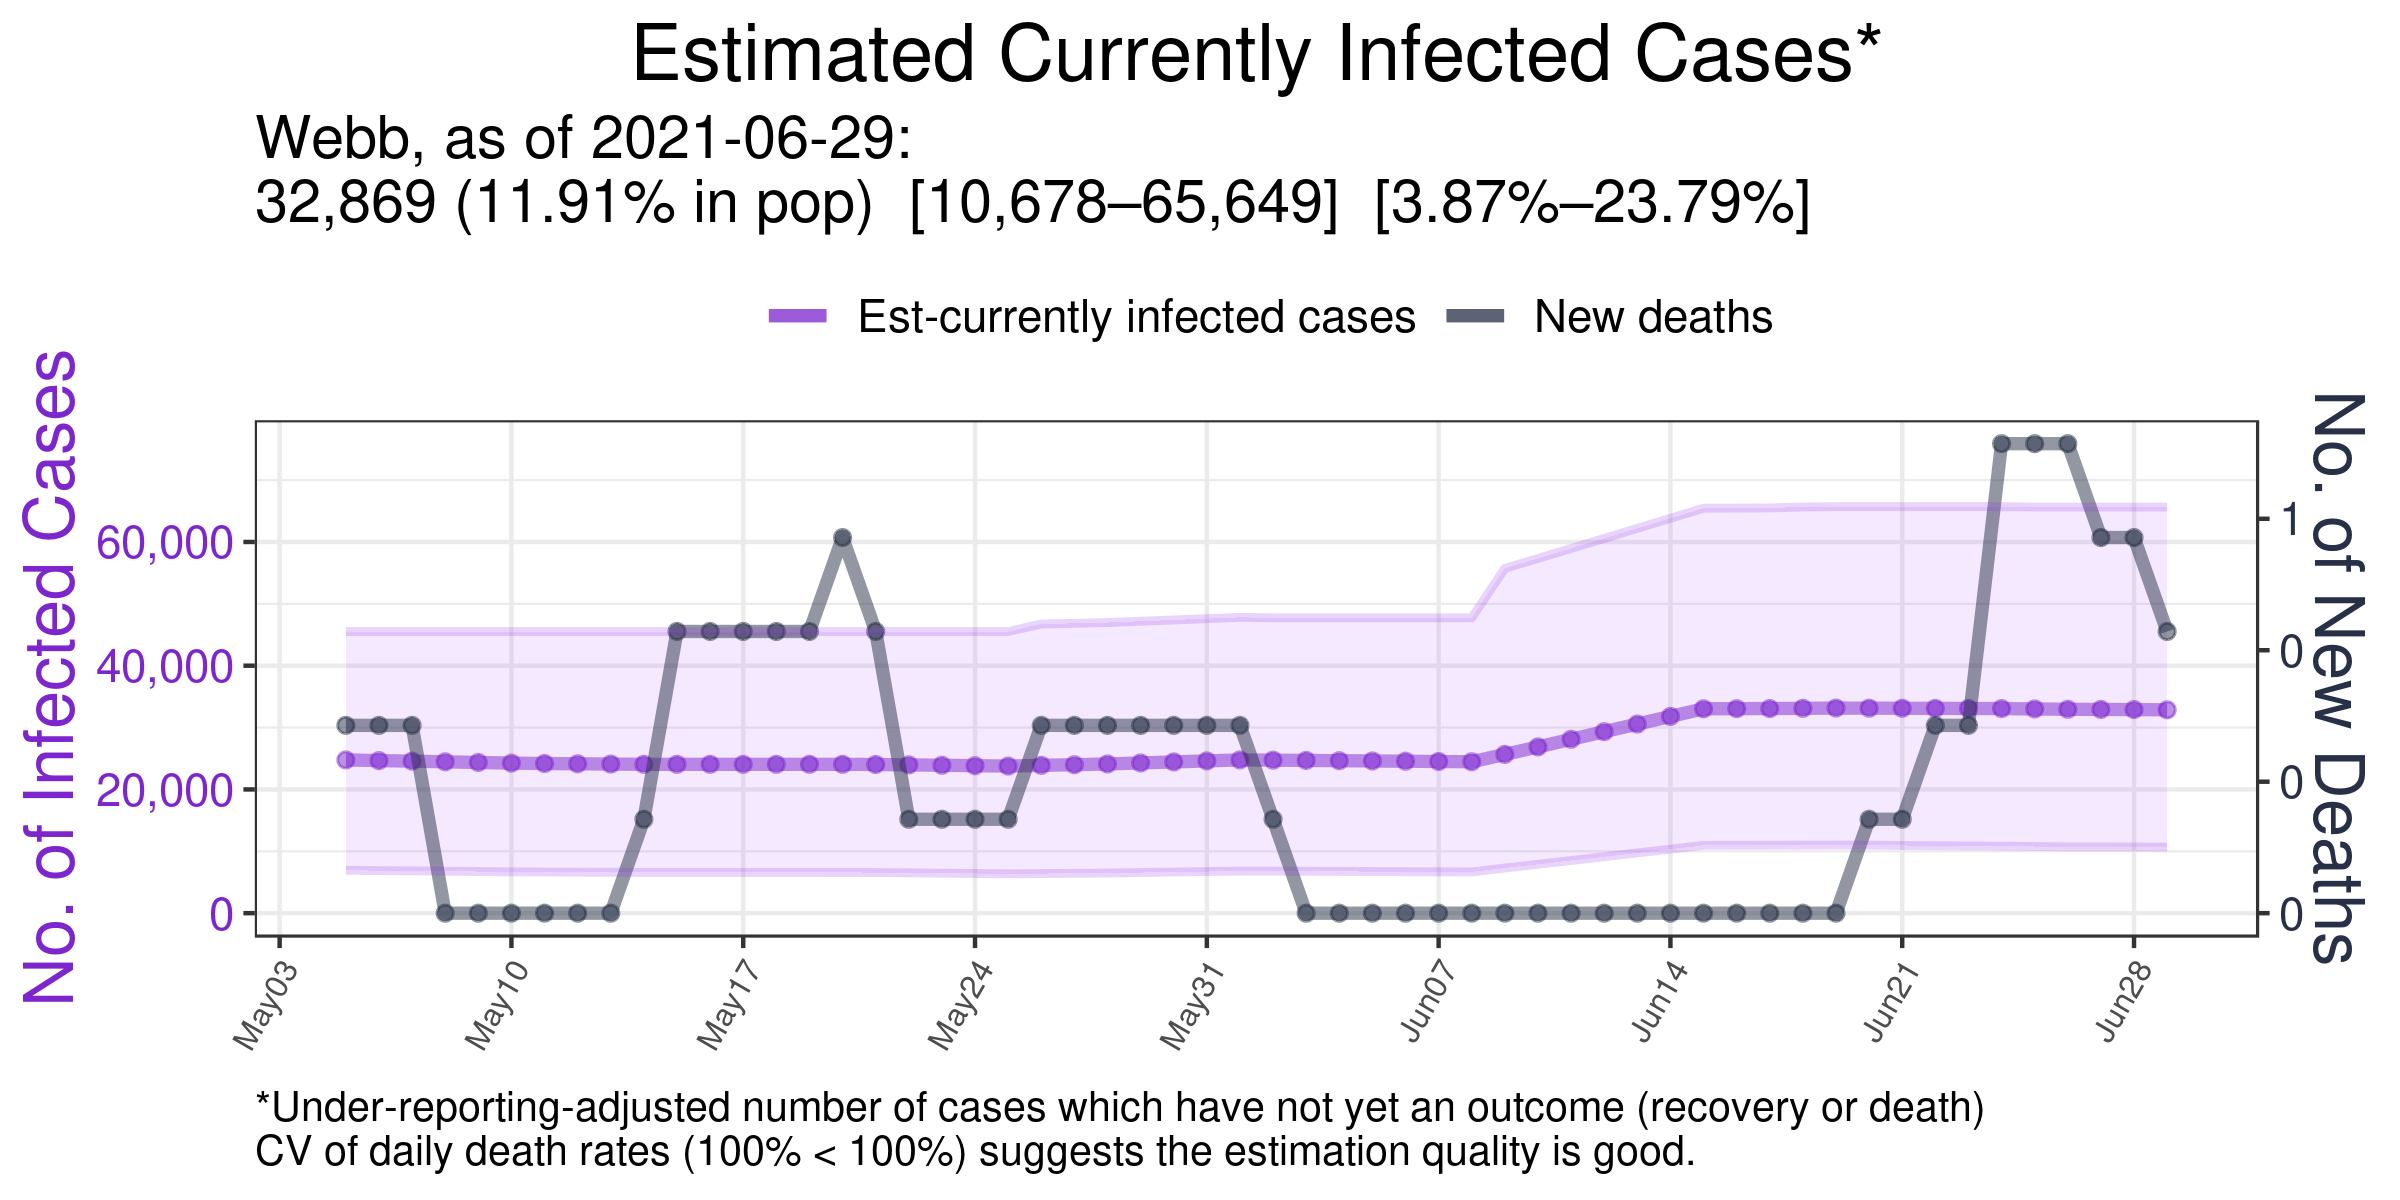 Estimated Currently Infected Cases*
Webb, as of 2021-06-29:
32,869 (11.91% in pop)  [10,678–65,649]  [3.87%–23.79%]
Est-currently infected cases
New deaths
No. of Infected Cases
60,000
40,000
20,000
0
1
0
0
0
No. of New Deaths
May03
May10
May17
May24
May31
Jun07
Jun14
Jun21
Jun28
*Under-reporting-adjusted number of cases which have not yet an outcome (recovery or death)
CV of daily death rates (100% < 100%) suggests the estimation quality is good.